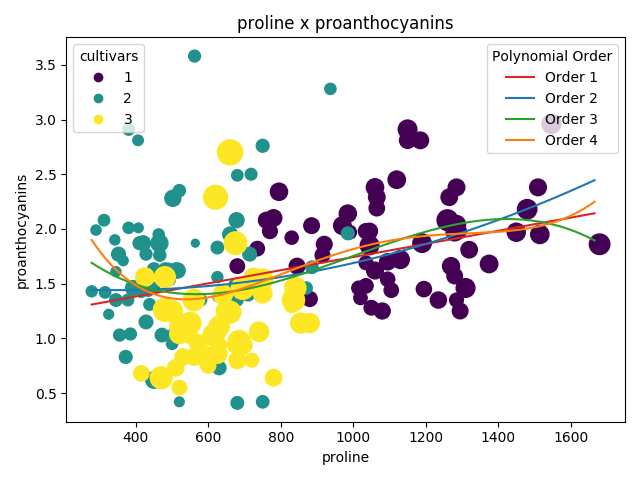 proline x proanthocyanins
cultivars
1
2
3
Polynomial Order
Order 1
Order 2
Order 3
Order 4
proanthocyanins
3.5
3.0
2.5
2.0
1.5
1.0
0.5
400 600 800 1000 1200 1400 1600
proline